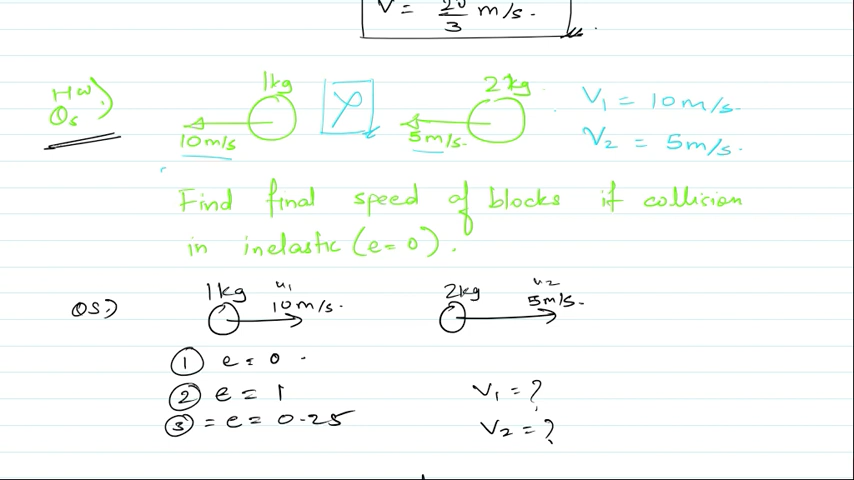 V = 20/3 m/s.
HW Qs)
1kg
2kg
10m/s
5m/s.
V1 = 10m/s.
V2 = 5m/s.
Find final speed of blocks if collision
in inelastic (e=0).
Q5.)
1kg
u1
10m/s.
2kg
u2
5m/s.
① e = 0
② e = 1
③ = e = 0.25
V1 = ?
V2 = ?